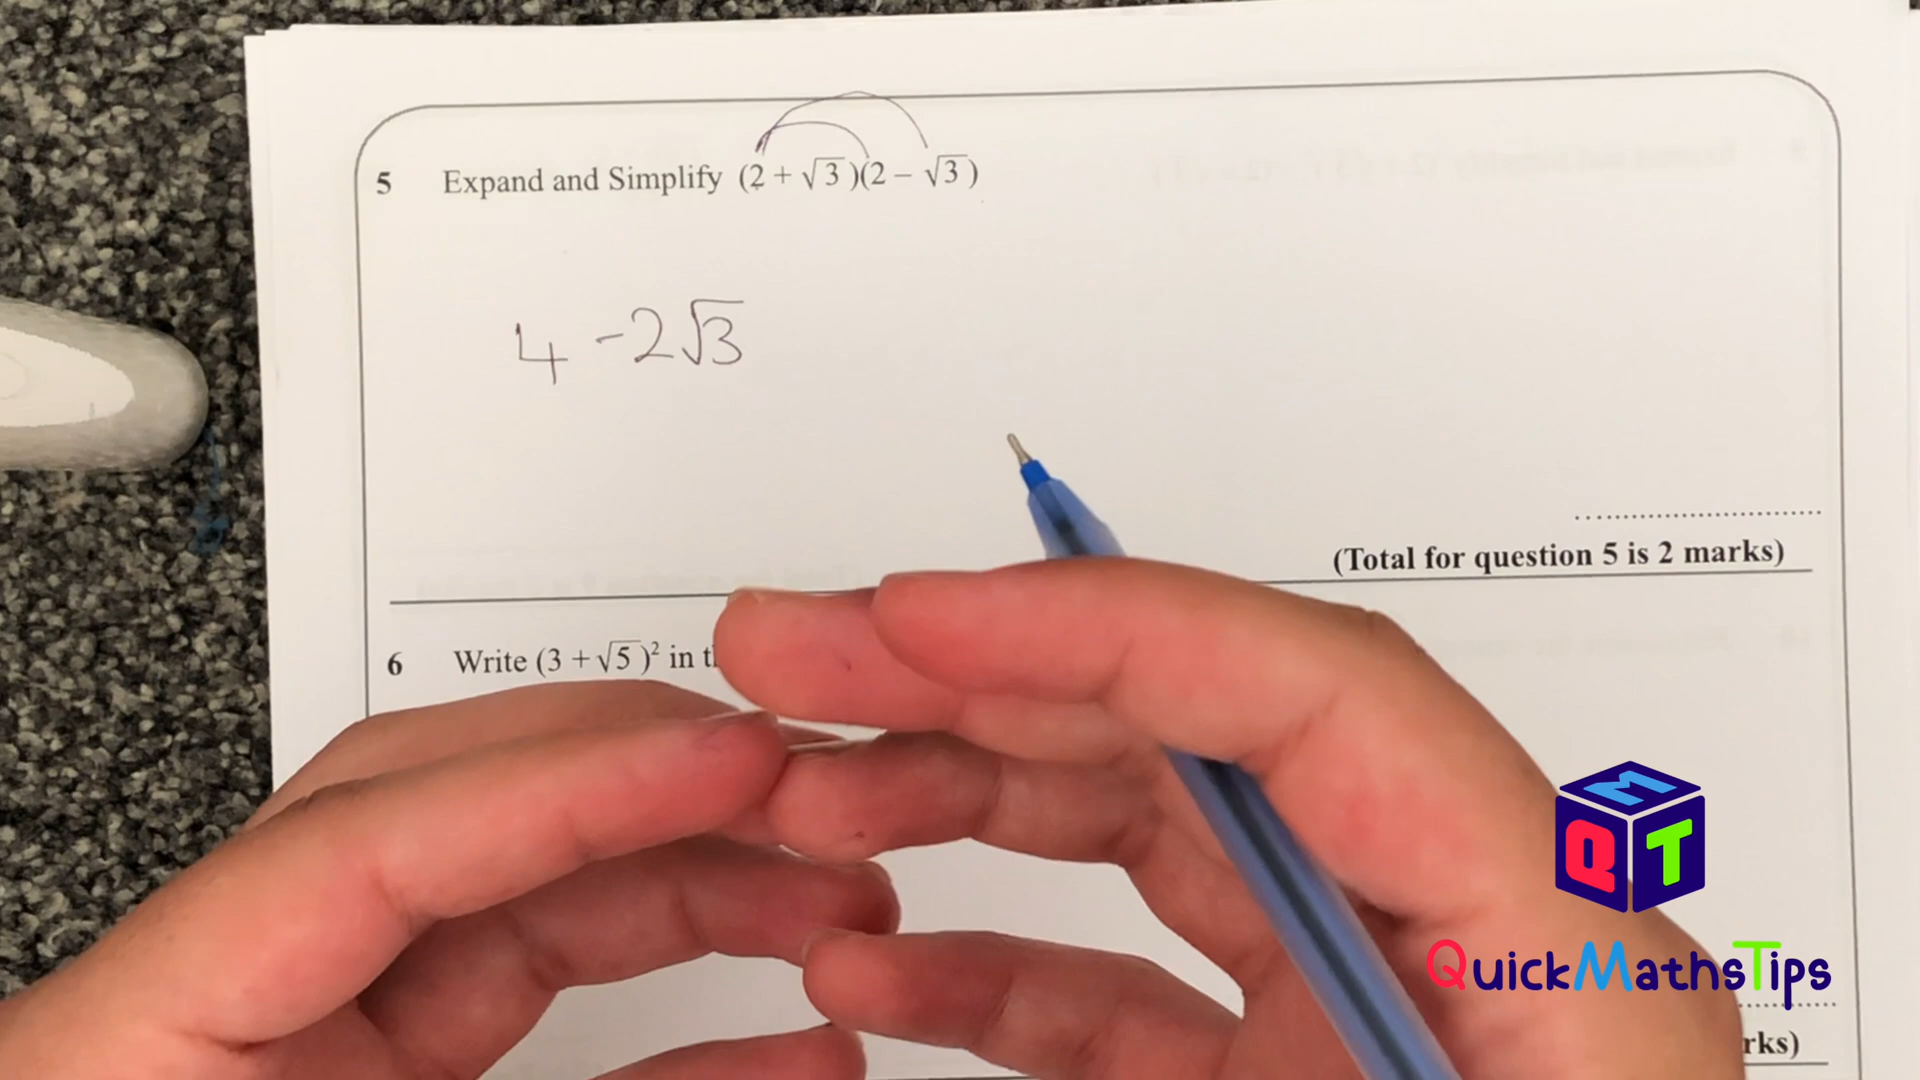 5 Expand and Simplify (2 + √3)(2 − √3)
4 -2√3
(Total for question 5 is 2 marks)
6 Write (3 + √5)² in
QT
QuickMathsTips